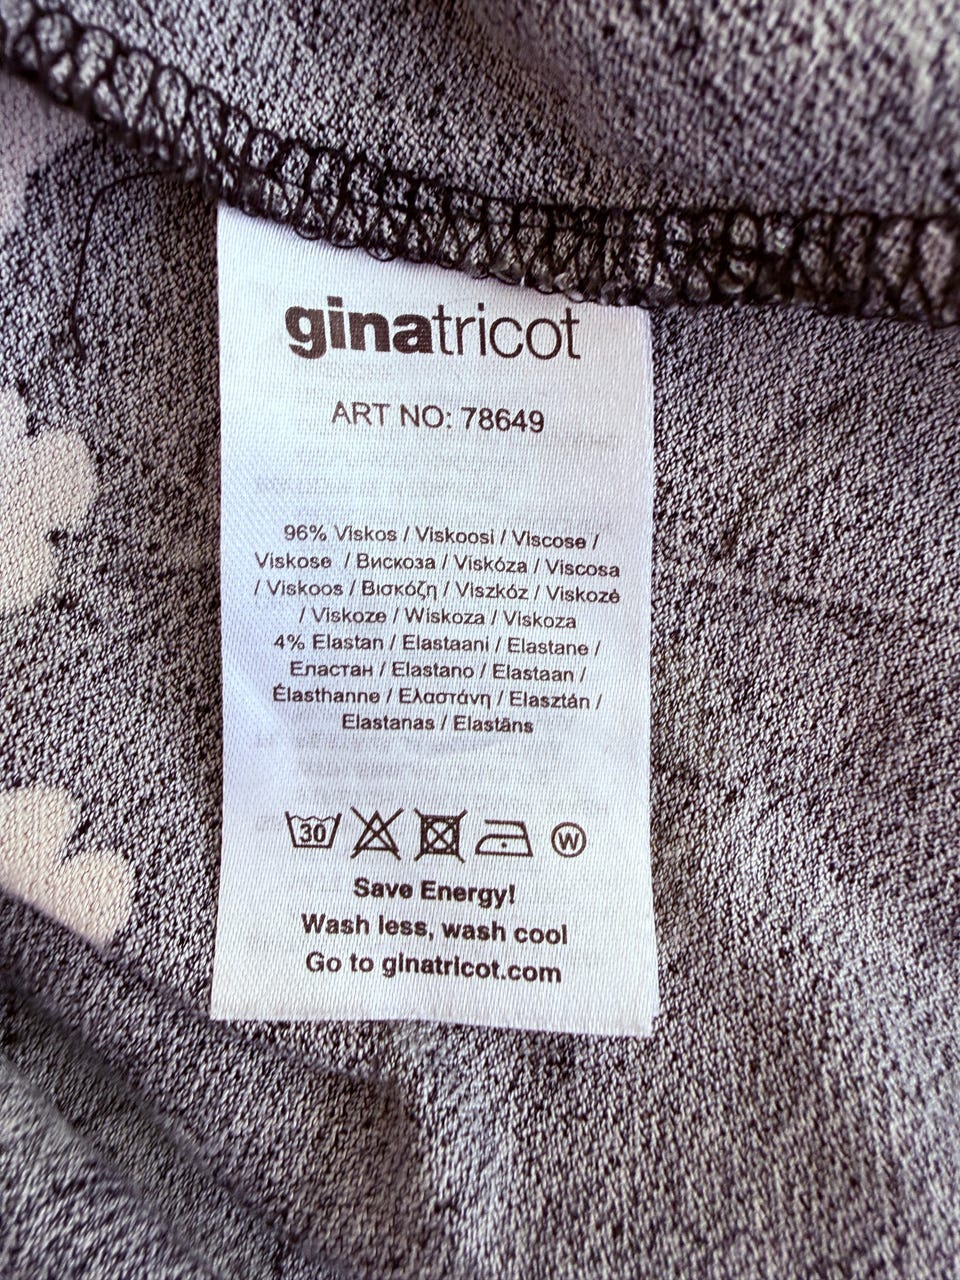 ginatricot
ART NO: 78649
96% Viskos / Viskoosi / Viscose /
Viskose / Вискоза / Viskóza / Viscosa
/ Viskoos / Βισκόζη / Viszkóz / Viskozė
/ Viskoze / Wiskoza / Viskoza
4% Elastan / Elastaani / Elastane /
Еластан / Elastano / Elastaan /
Élasthanne / Ελαστάνη / Elasztán /
Elastanas / Elastāns
30 W
Save Energy!
Wash less, wash cool
Go to ginatricot.com